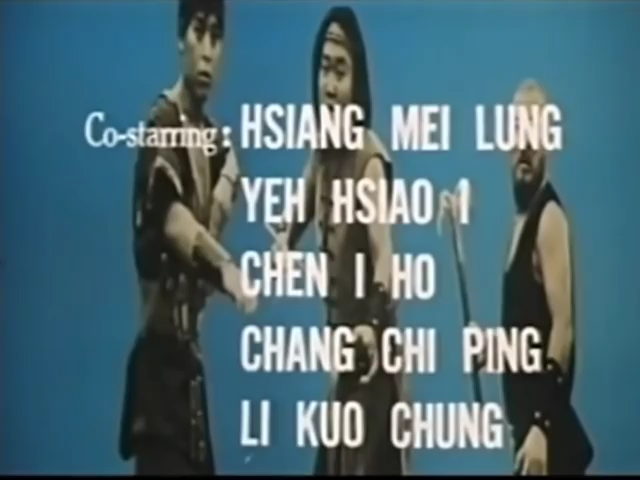 Co-starring: HSIANG MEI LUNG
YEH HSIAO I
CHEN I HO
CHANG CHI PING
LI KUO CHUNG